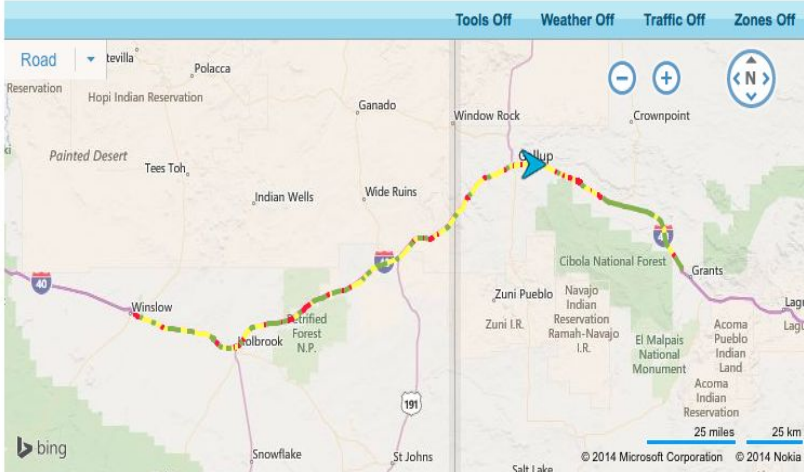 Tools Off Weather Off Traffic Off Zones Off
Road
tevilla
Polacca
Reservation
Hopi Indian Reservation
Ganado
Window Rock
Crownpoint
Painted Desert
Tees Toh
Indian Wells
Wide Ruins
N
40
Winslow
Holbrook
Petrified
Forest
N.P.
191
Snowflake
St Johns
Cibola National Forest
Grants
Zuni Pueblo
Zuni I.R.
Navajo
Indian
Reservation
Ramah-Navajo
I.R.
El Malpais
National
Monument
Acoma
Pueblo
Indian
Land
Acoma
Indian
Reservation
Lagu
Lagu
Salt Lake
25 miles 25 km
bing
© 2014 Microsoft Corporation © 2014 Nokia